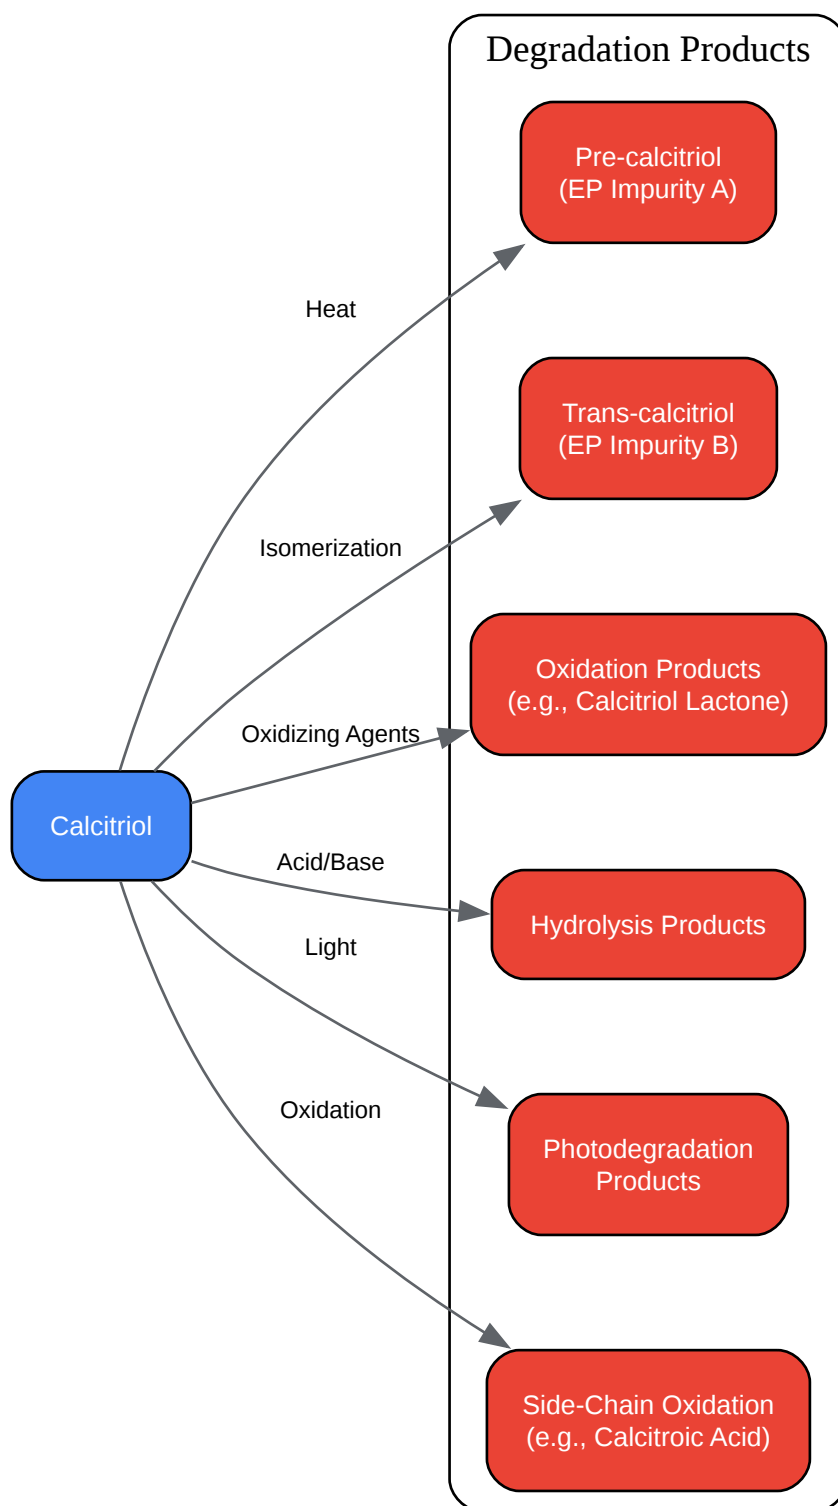 Degradation Products
Pre-calcitriol
(EP Impurity A)
Heat
Trans-calcitriol
(EP Impurity B)
Isomerization
Oxidation Products
(e.g., Calcitriol Lactone)
Oxidizing Agents
Calcitriol
Acid/Base
Hydrolysis Products
Light
Oxidation
Photodegradation
Products
Side-Chain Oxidation
(e.g., Calcitroic Acid)